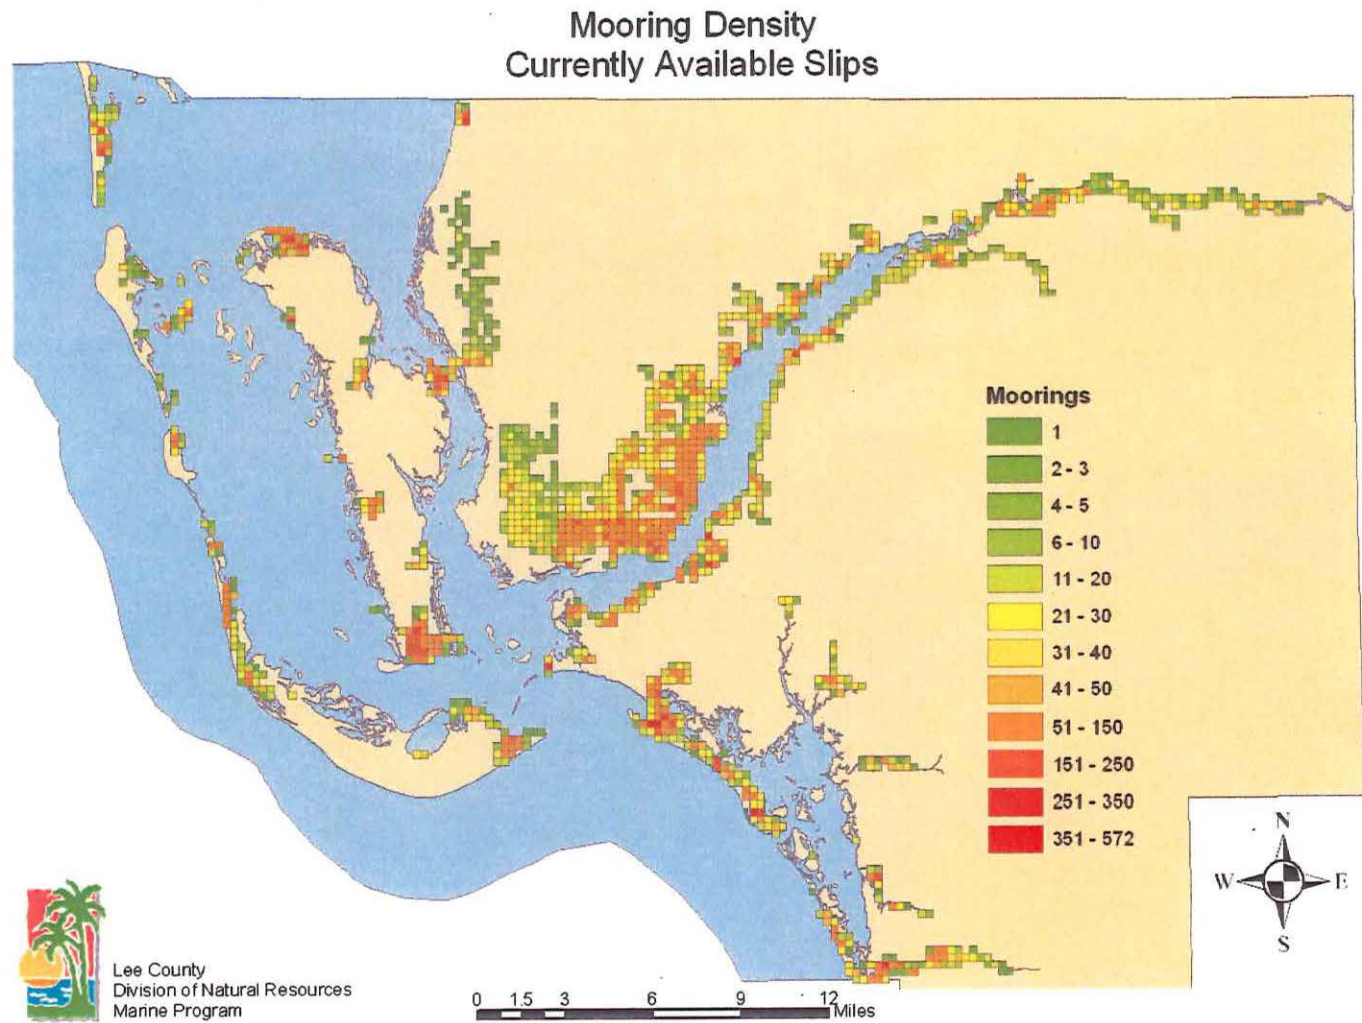 Mooring Density
Currently Available Slips
Moorings
1
2 - 3
4 - 5
6 - 10
11 - 20
21 - 30
31 - 40
41 - 50
51 - 150
151 - 250
251 - 350
351 - 572
N
W E
S
Lee County
Division of Natural Resources
Marine Program
0 1.5 3 6 9 12
Miles